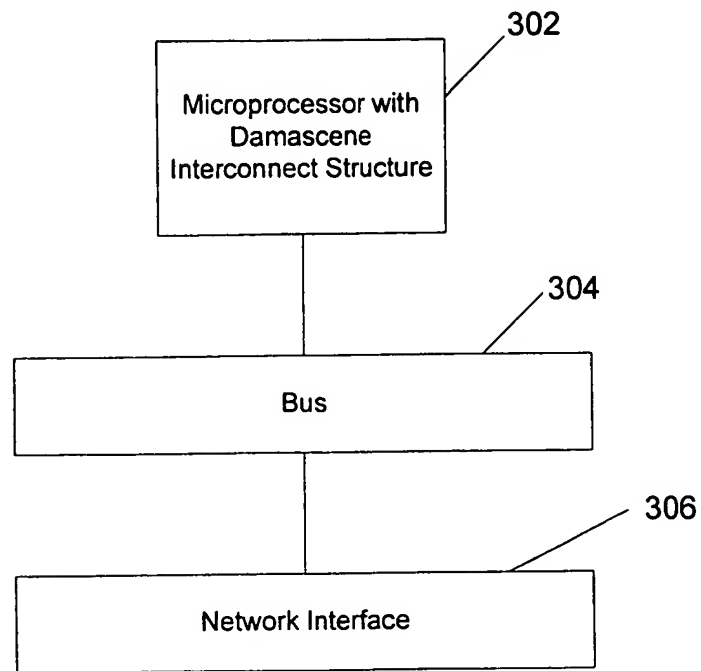 302
Microprocessor with
Damascene
Interconnect Structure
304
Bus
306
Network Interface